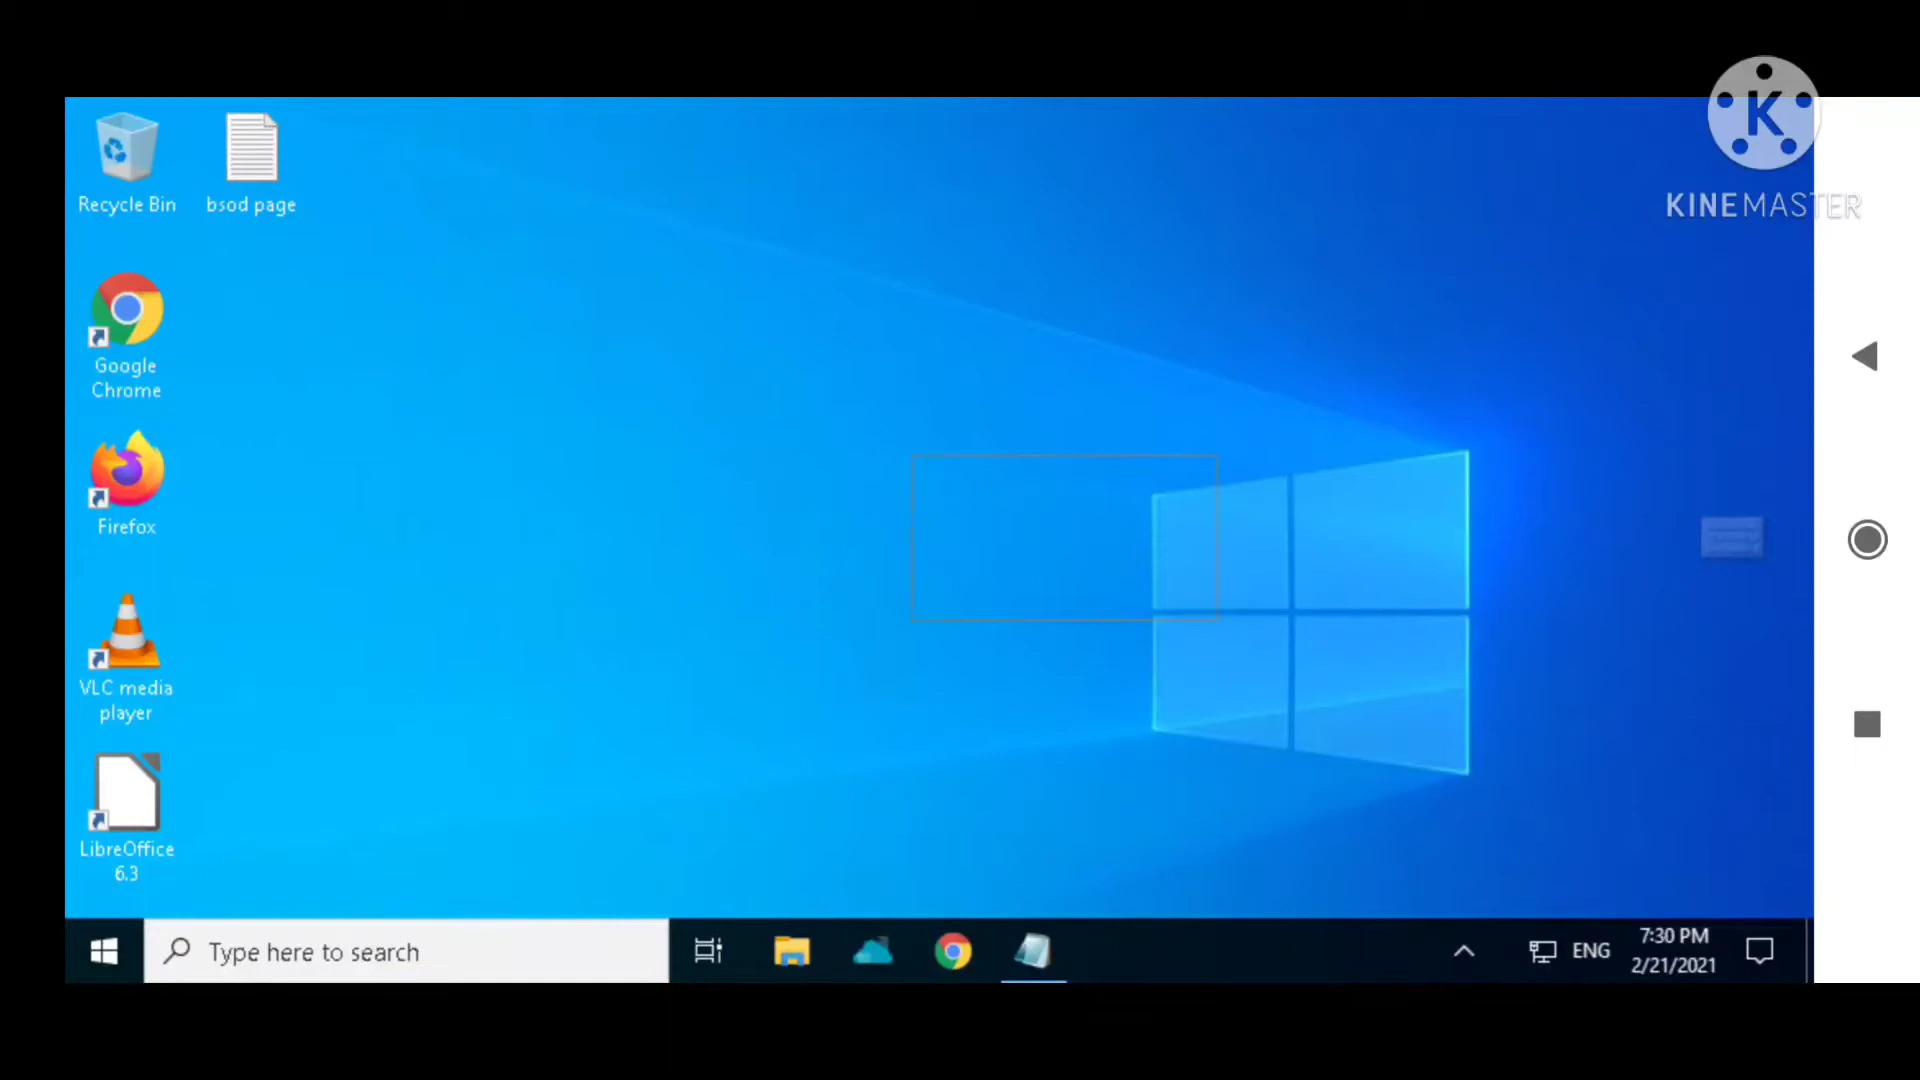 K
KINEMASTER
Recycle Bin
bsod page
Google
Chrome
Firefox
VLC media
player
LibreOffice
6.3
Type here to search
ENG
7:30 PM
2/21/2021